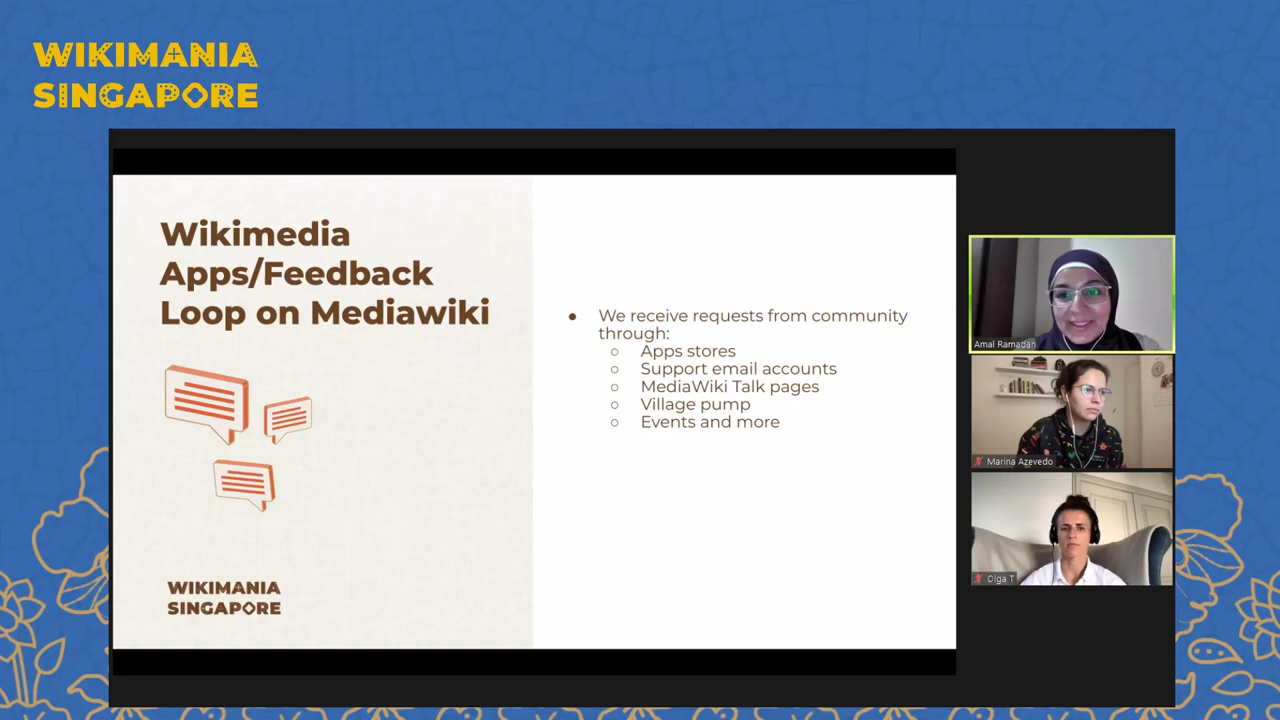 WIKIMANIA
SINGAPORE
Wikimedia
Apps/Feedback
Loop on Mediawiki
WIKIMANIA
SINGAPORE
● We receive requests from community
through:
○ Apps stores
○ Support email accounts
○ MediaWiki Talk pages
○ Village pump
○ Events and more
Amal Ramadan
Marina Azevedo
Olga T